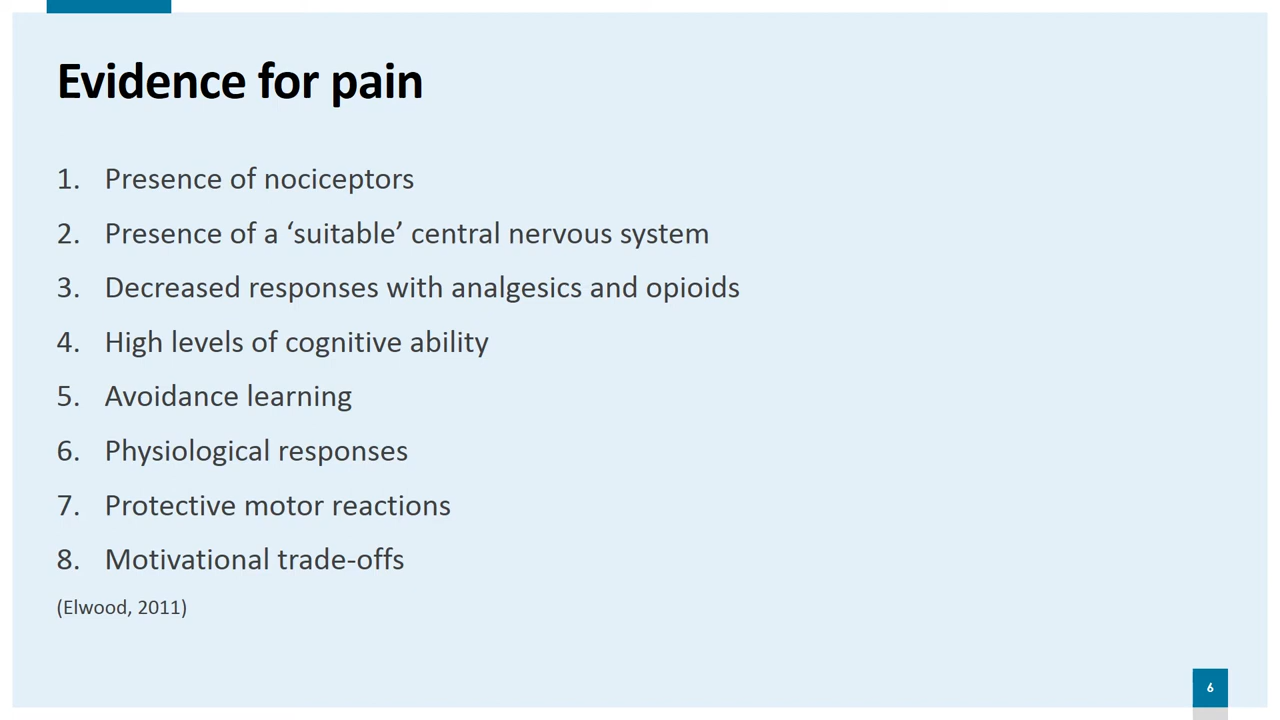 Evidence for pain
1. Presence of nociceptors
2. Presence of a ‘suitable’ central nervous system
3. Decreased responses with analgesics and opioids
4. High levels of cognitive ability
5. Avoidance learning
6. Physiological responses
7. Protective motor reactions
8. Motivational trade-offs
(Elwood, 2011)
6